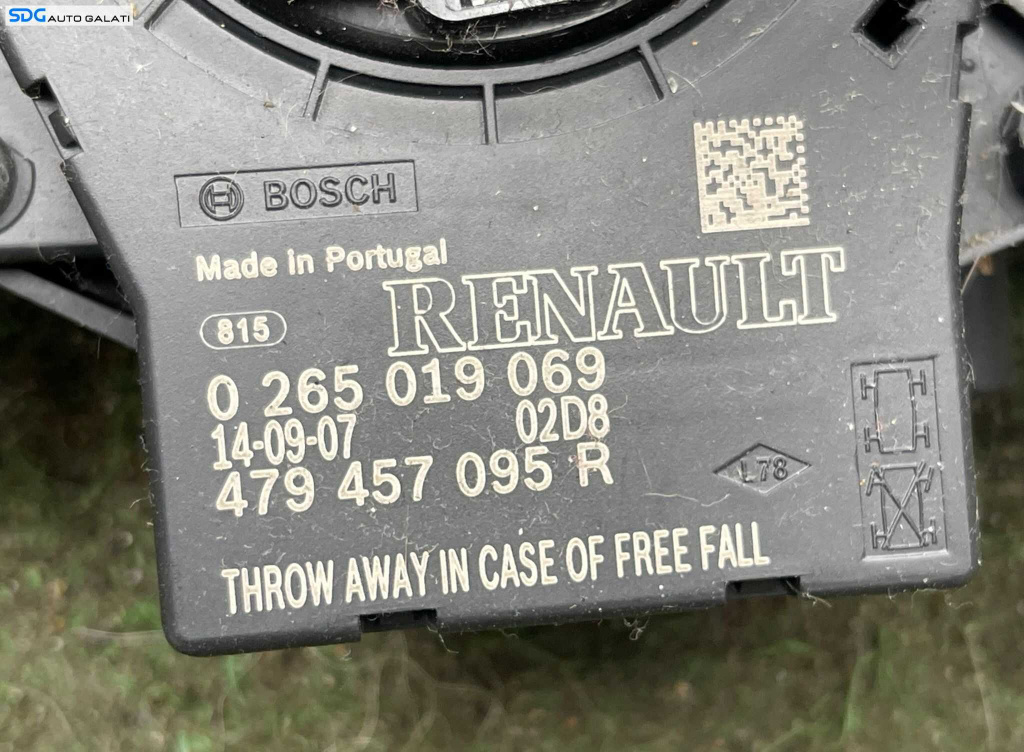 SDG AUTO GALATI
BOSCH
Made in Portugal
RENAULT
815
0 265 019 069
14-09-07 02D8
479 457 095 R
L78
THROW AWAY IN CASE OF FREE FALL